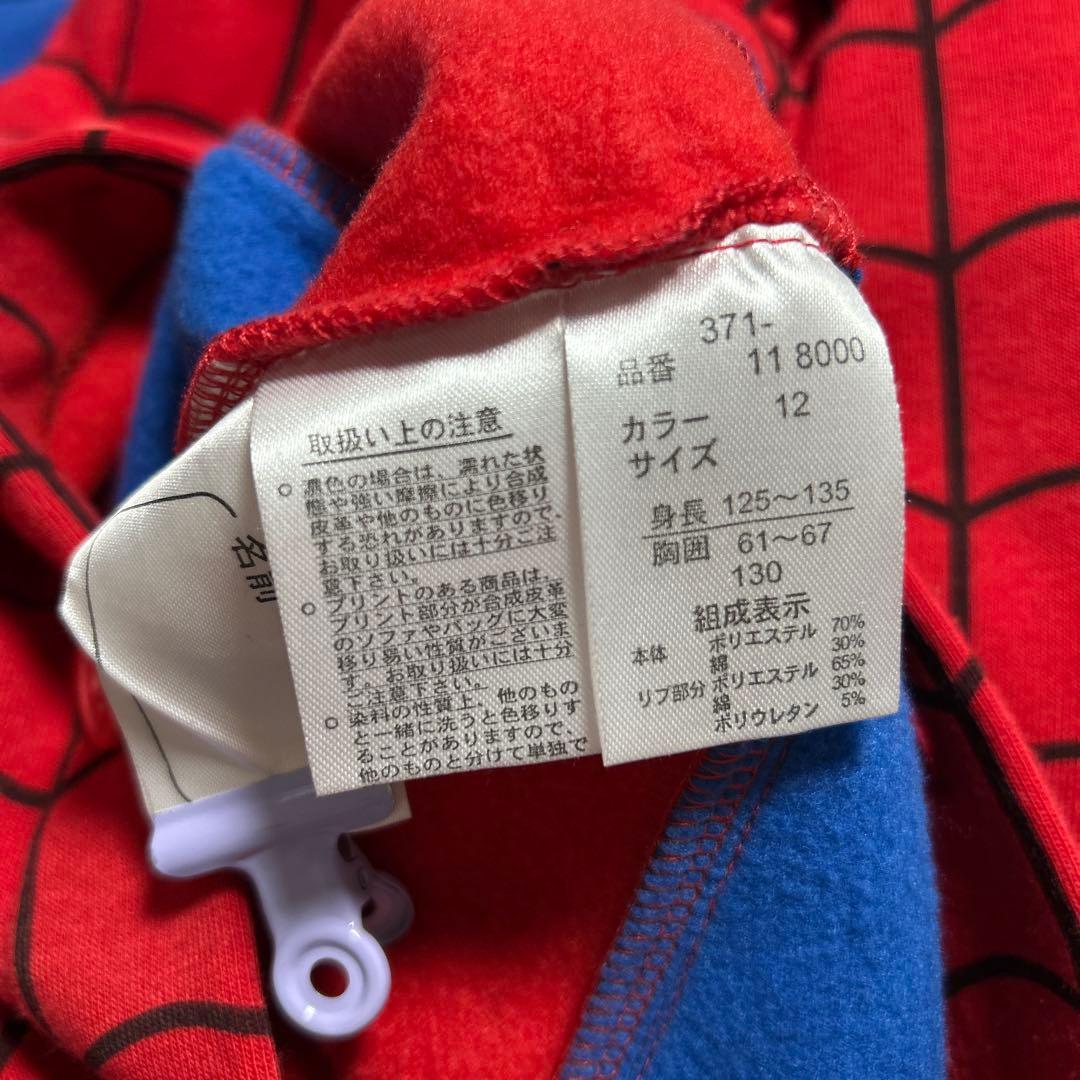 名前
取扱い上の注意
○ 濃色の場合は、濡れた状
態や強い摩擦により合成
皮革や他のものに色移り
する恐れがありますので、
お取り扱いには十分ご注
意下さい。
○ プリントのある商品は、
プリント部分が合成皮革
のソファやバッグに大変
移り易い性質がございま
す。お取り扱いには十分
ご注意下さい。
○ 染料の性質上、他のもの
と一緒に洗うと色移りす
ることがありますので、
他のものと分けて単独で
371-
品番 11 8000
カラー 12
サイズ
身長 125～135
胸囲 61～67
130
組成表示
本体 ポリエステル 70%
綿 30%
リブ部分 ポリエステル 65%
綿 30%
ポリウレタン 5%